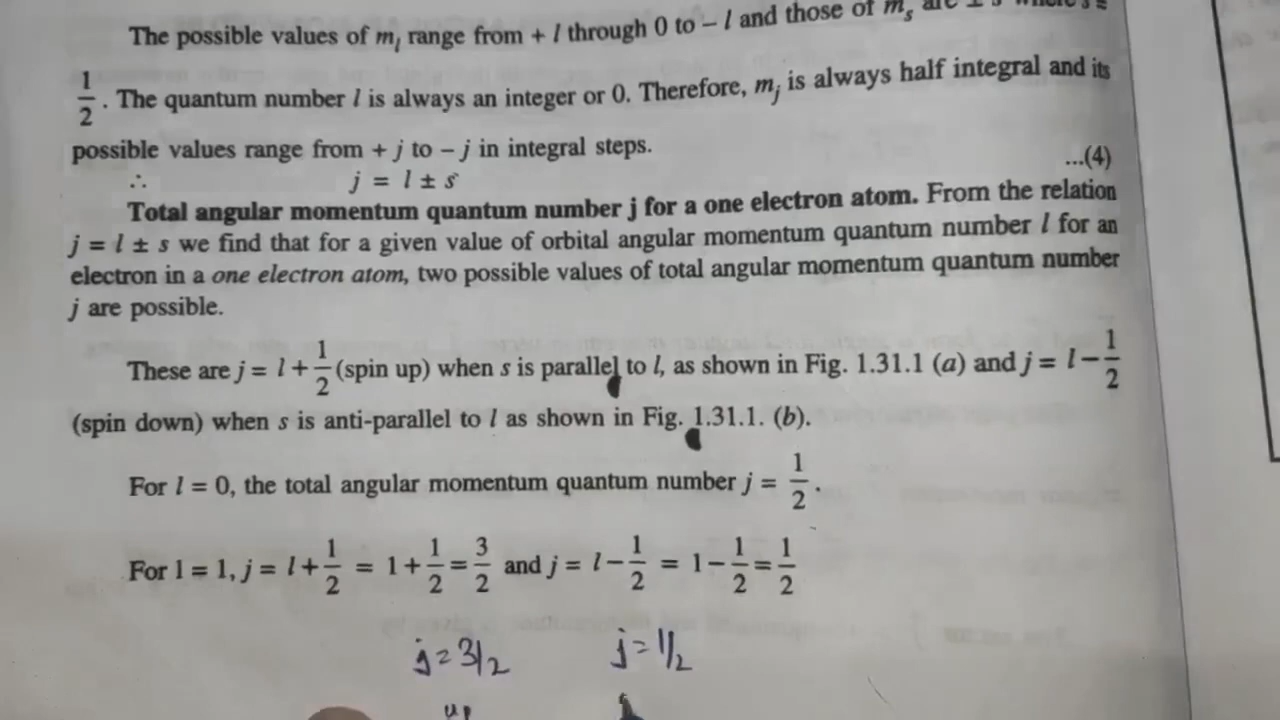 The possible values of mₗ range from + l through 0 to – l and those of mₛ are ± s where s =
1/2. The quantum number l is always an integer or 0. Therefore, mⱼ is always half integral and its
possible values range from + j to – j in integral steps.
∴ j = l ± s ...(4)
Total angular momentum quantum number j for a one electron atom. From the relation
j = l ± s we find that for a given value of orbital angular momentum quantum number l for an
electron in a one electron atom, two possible values of total angular momentum quantum number
j are possible.
These are j = l + 1/2 (spin up) when s is parallel to l, as shown in Fig. 1.31.1 (a) and j = l – 1/2
(spin down) when s is anti-parallel to l as shown in Fig. 1.31.1. (b).
For l = 0, the total angular momentum quantum number j = 1/2.
For l = 1, j = l + 1/2 = 1 + 1/2 = 3/2 and j = l – 1/2 = 1 – 1/2 = 1/2
j = 3/2 j = 1/2
up